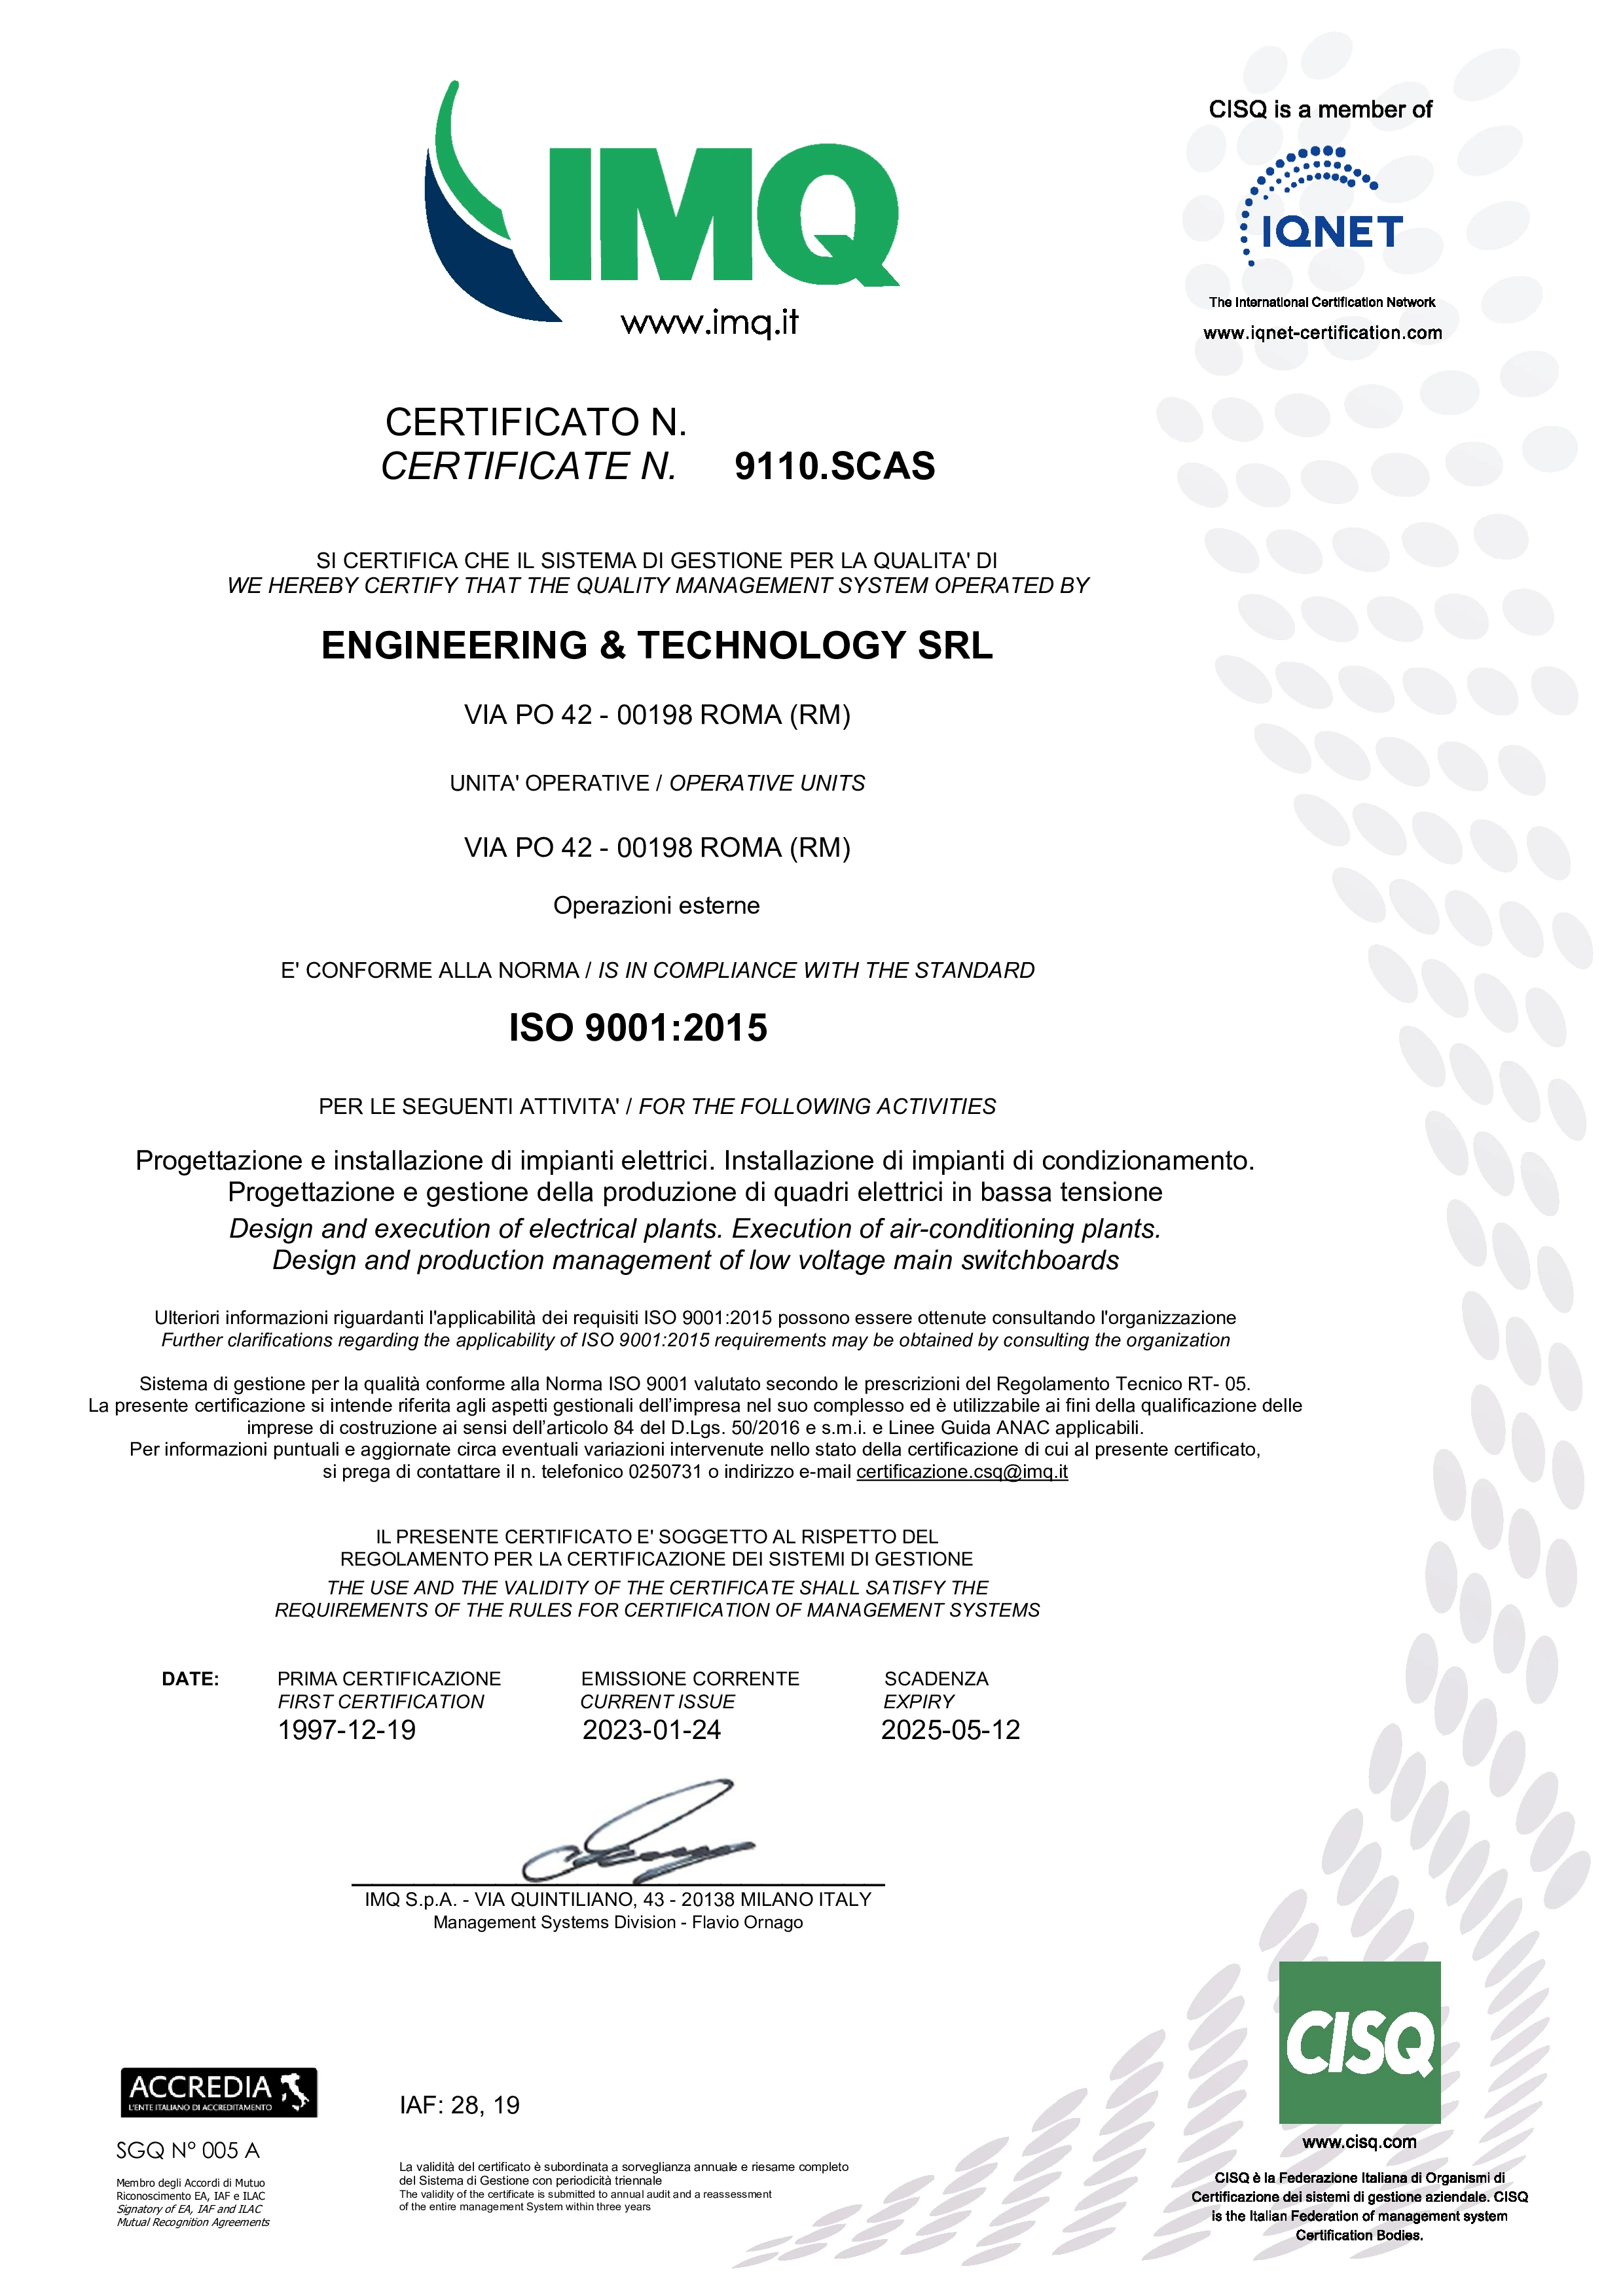 IMQ
www.imq.it
CISQ is a member of
IQNET
The International Certification Network
www.iqnet-certification.com
CERTIFICATO N.
CERTIFICATE N. 9110.SCAS
SI CERTIFICA CHE IL SISTEMA DI GESTIONE PER LA QUALITA' DI
WE HEREBY CERTIFY THAT THE QUALITY MANAGEMENT SYSTEM OPERATED BY
ENGINEERING & TECHNOLOGY SRL
VIA PO 42 - 00198 ROMA (RM)
UNITA' OPERATIVE / OPERATIVE UNITS
VIA PO 42 - 00198 ROMA (RM)
Operazioni esterne
E' CONFORME ALLA NORMA / IS IN COMPLIANCE WITH THE STANDARD
ISO 9001:2015
PER LE SEGUENTI ATTIVITA' / FOR THE FOLLOWING ACTIVITIES
Progettazione e installazione di impianti elettrici. Installazione di impianti di condizionamento.
Progettazione e gestione della produzione di quadri elettrici in bassa tensione
Design and execution of electrical plants. Execution of air-conditioning plants.
Design and production management of low voltage main switchboards
Ulteriori informazioni riguardanti l'applicabilità dei requisiti ISO 9001:2015 possono essere ottenute consultando l'organizzazione
Further clarifications regarding the applicability of ISO 9001:2015 requirements may be obtained by consulting the organization
Sistema di gestione per la qualità conforme alla Norma ISO 9001 valutato secondo le prescrizioni del Regolamento Tecnico RT- 05.
La presente certificazione si intende riferita agli aspetti gestionali dell'impresa nel suo complesso ed è utilizzabile ai fini della qualificazione delle
imprese di costruzione ai sensi dell'articolo 84 del D.Lgs. 50/2016 e s.m.i. e Linee Guida ANAC applicabili.
Per informazioni puntuali e aggiornate circa eventuali variazioni intervenute nello stato della certificazione di cui al presente certificato,
si prega di contattare il n. telefonico 0250731 o indirizzo e-mail certificazione.csq@imq.it
IL PRESENTE CERTIFICATO E' SOGGETTO AL RISPETTO DEL
REGOLAMENTO PER LA CERTIFICAZIONE DEI SISTEMI DI GESTIONE
THE USE AND THE VALIDITY OF THE CERTIFICATE SHALL SATISFY THE
REQUIREMENTS OF THE RULES FOR CERTIFICATION OF MANAGEMENT SYSTEMS
DATE: PRIMA CERTIFICAZIONE EMISSIONE CORRENTE SCADENZA
FIRST CERTIFICATION CURRENT ISSUE EXPIRY
1997-12-19 2023-01-24 2025-05-12
IMQ S.p.A. - VIA QUINTILIANO, 43 - 20138 MILANO ITALY
Management Systems Division - Flavio Ornago
ACCREDIA
L'ENTE ITALIANO DI ACCREDITAMENTO
SGQ N° 005 A
Membro degli Accordi di Mutuo
Riconoscimento EA, IAF e ILAC
Signatory of EA, IAF and ILAC
Mutual Recognition Agreements
IAF: 28, 19
La validità del certificato è subordinata a sorveglianza annuale e riesame completo
del Sistema di Gestione con periodicità triennale
The validity of the certificate is submitted to annual audit and a reassessment
of the entire management System within three years
CISQ
www.cisq.com
CISQ è la Federazione Italiana di Organismi di
Certificazione dei sistemi di gestione aziendale. CISQ
is the Italian Federation of management system
Certification Bodies.